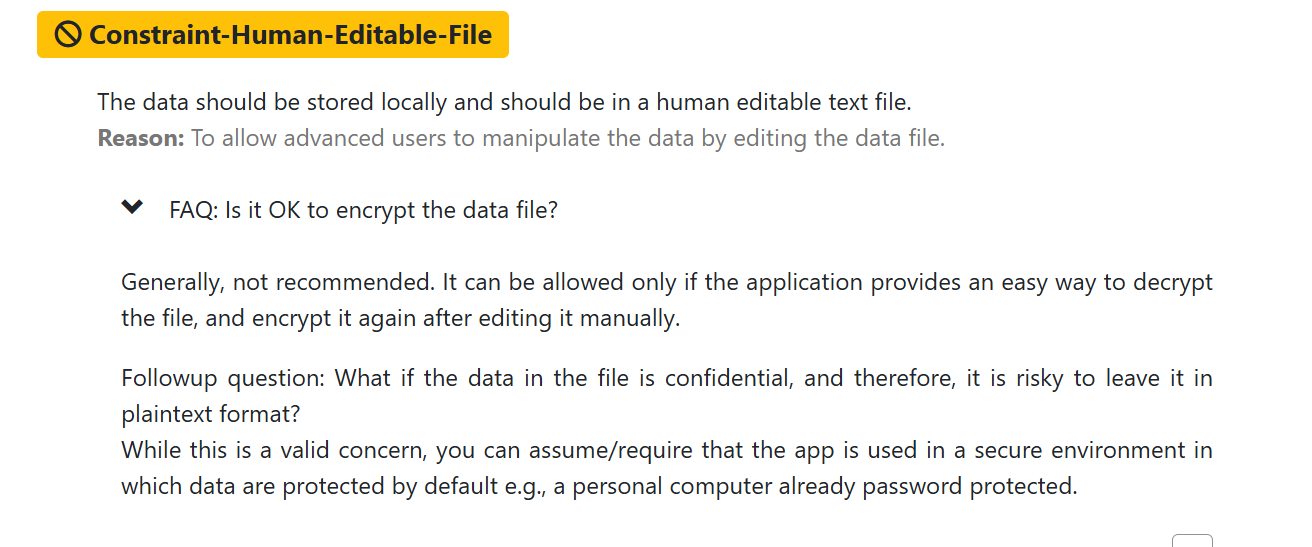 Constraint-Human-Editable-File
The data should be stored locally and should be in a human editable text file.
Reason: To allow advanced users to manipulate the data by editing the data file.
FAQ: Is it OK to encrypt the data file?
Generally, not recommended. It can be allowed only if the application provides an easy way to decrypt
the file, and encrypt it again after editing it manually.
Followup question: What if the data in the file is confidential, and therefore, it is risky to leave it in
plaintext format?
While this is a valid concern, you can assume/require that the app is used in a secure environment in
which data are protected by default e.g., a personal computer already password protected.